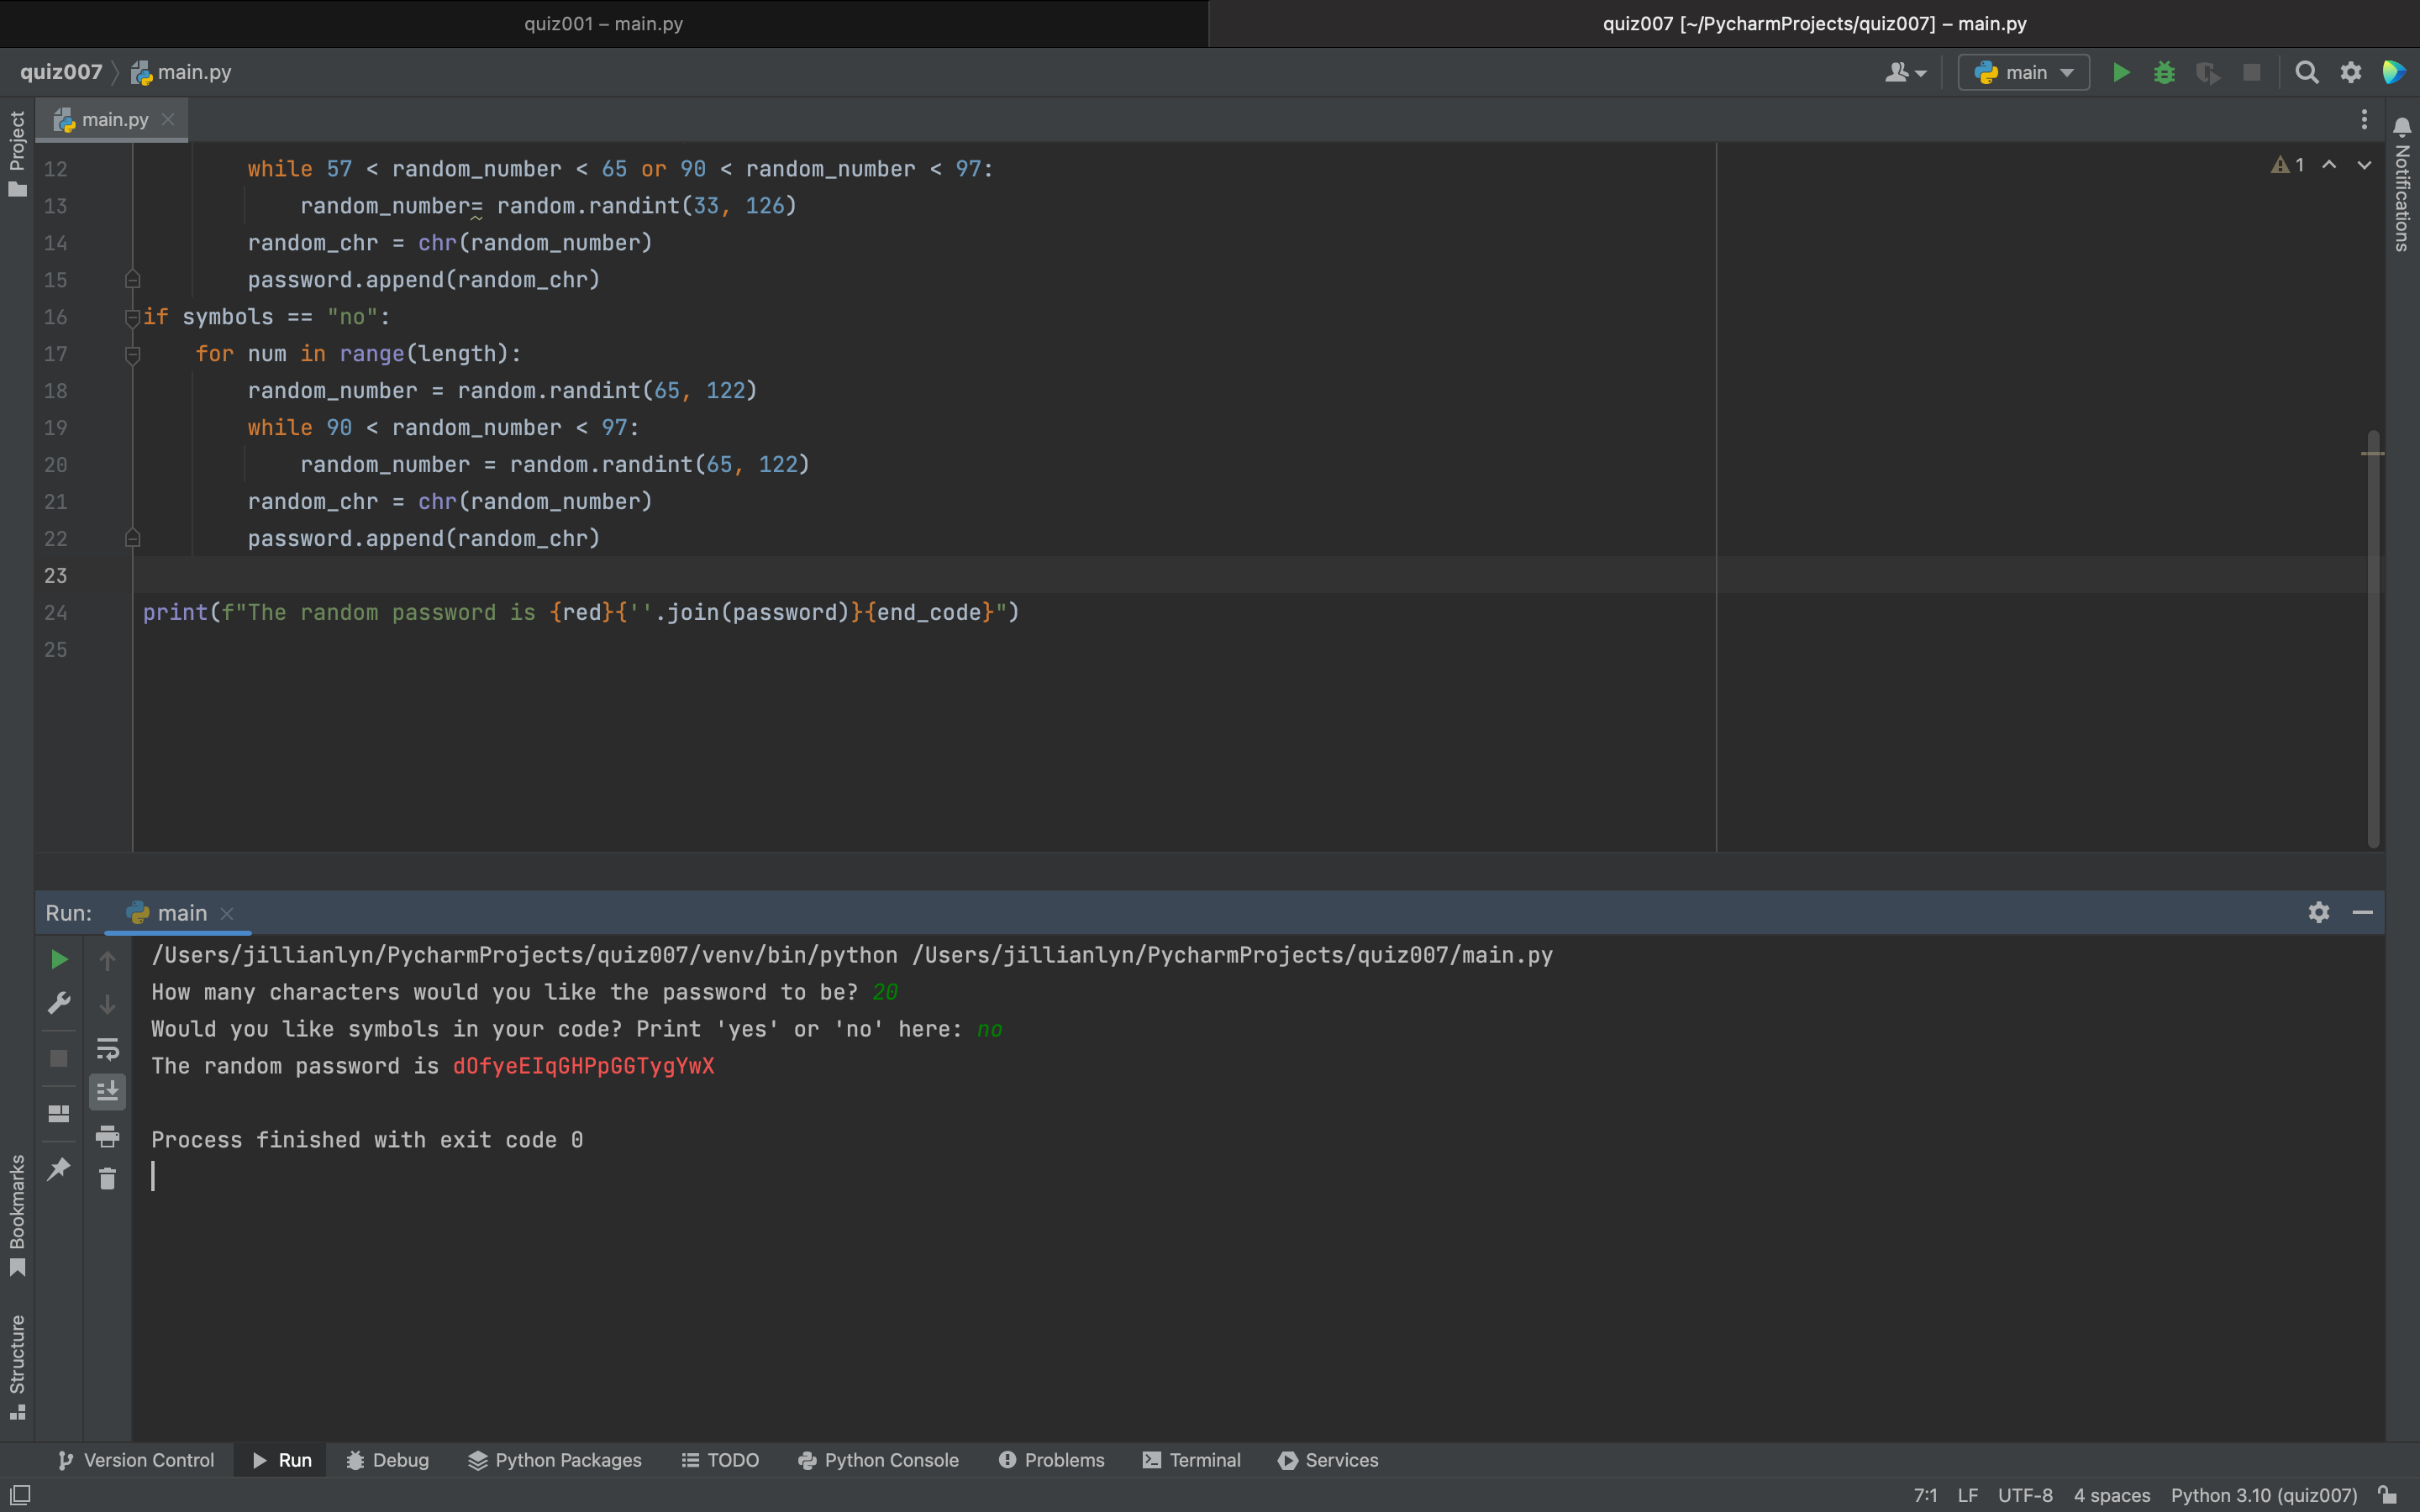 quiz001 – main.py
quiz007 [~/PycharmProjects/quiz007] – main.py
quiz007 main.py
main
Project
main.py
1
Notifications
12 while 57 < random_number < 65 or 90 < random_number < 97:
13 random_number= random.randint(33, 126)
14 random_chr = chr(random_number)
15 password.append(random_chr)
16 if symbols == "no":
17 for num in range(length):
18 random_number = random.randint(65, 122)
19 while 90 < random_number < 97:
20 random_number = random.randint(65, 122)
21 random_chr = chr(random_number)
22 password.append(random_chr)
23
24 print(f"The random password is {red}{''.join(password)}{end_code}")
25
Run: main
/Users/jillianlyn/PycharmProjects/quiz007/venv/bin/python /Users/jillianlyn/PycharmProjects/quiz007/main.py
How many characters would you like the password to be? 20
Would you like symbols in your code? Print 'yes' or 'no' here: no
The random password is dOfyeEIqGHPpGGTygYwX
Process finished with exit code 0
Bookmarks
Structure
Version Control Run Debug Python Packages TODO Python Console Problems Terminal Services
7:1 LF UTF-8 4 spaces Python 3.10 (quiz007)